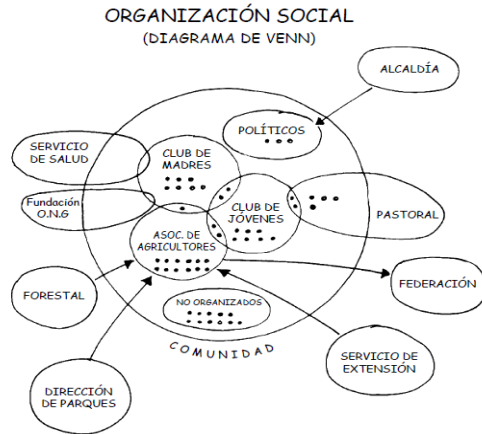 ORGANIZACIÓN SOCIAL
(DIAGRAMA DE VENN)
ALCALDÍA
POLÍTICOS
SERVICIO
DE SALUD
CLUB DE
MADRES
Fundación
O.N.G
CLUB DE
JÓVENES
PASTORAL
ASOC. DE
AGRICULTORES
FORESTAL
FEDERACIÓN
NO ORGANIZADOS
COMUNIDAD
SERVICIO DE
EXTENSIÓN
DIRECCIÓN
DE PARQUES